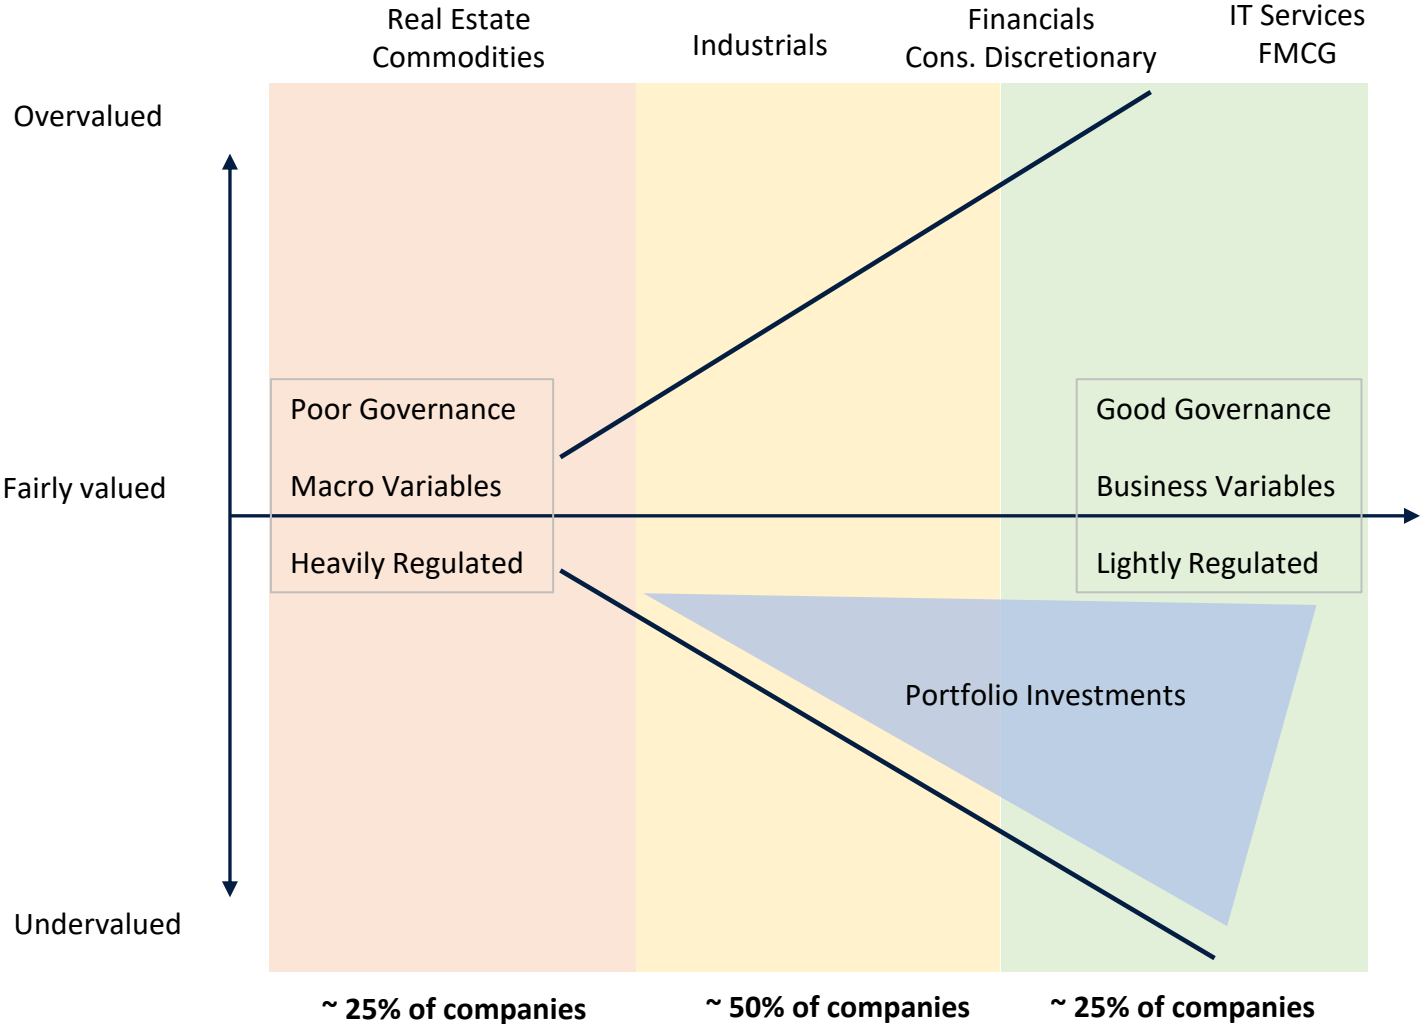 Real Estate
Commodities
Industrials
Financials
Cons. Discretionary
IT Services
FMCG
Overvalued
Fairly valued
Undervalued
Poor Governance
Macro Variables
Heavily Regulated
Good Governance
Business Variables
Lightly Regulated
Portfolio Investments
~ 25% of companies
~ 50% of companies
~ 25% of companies